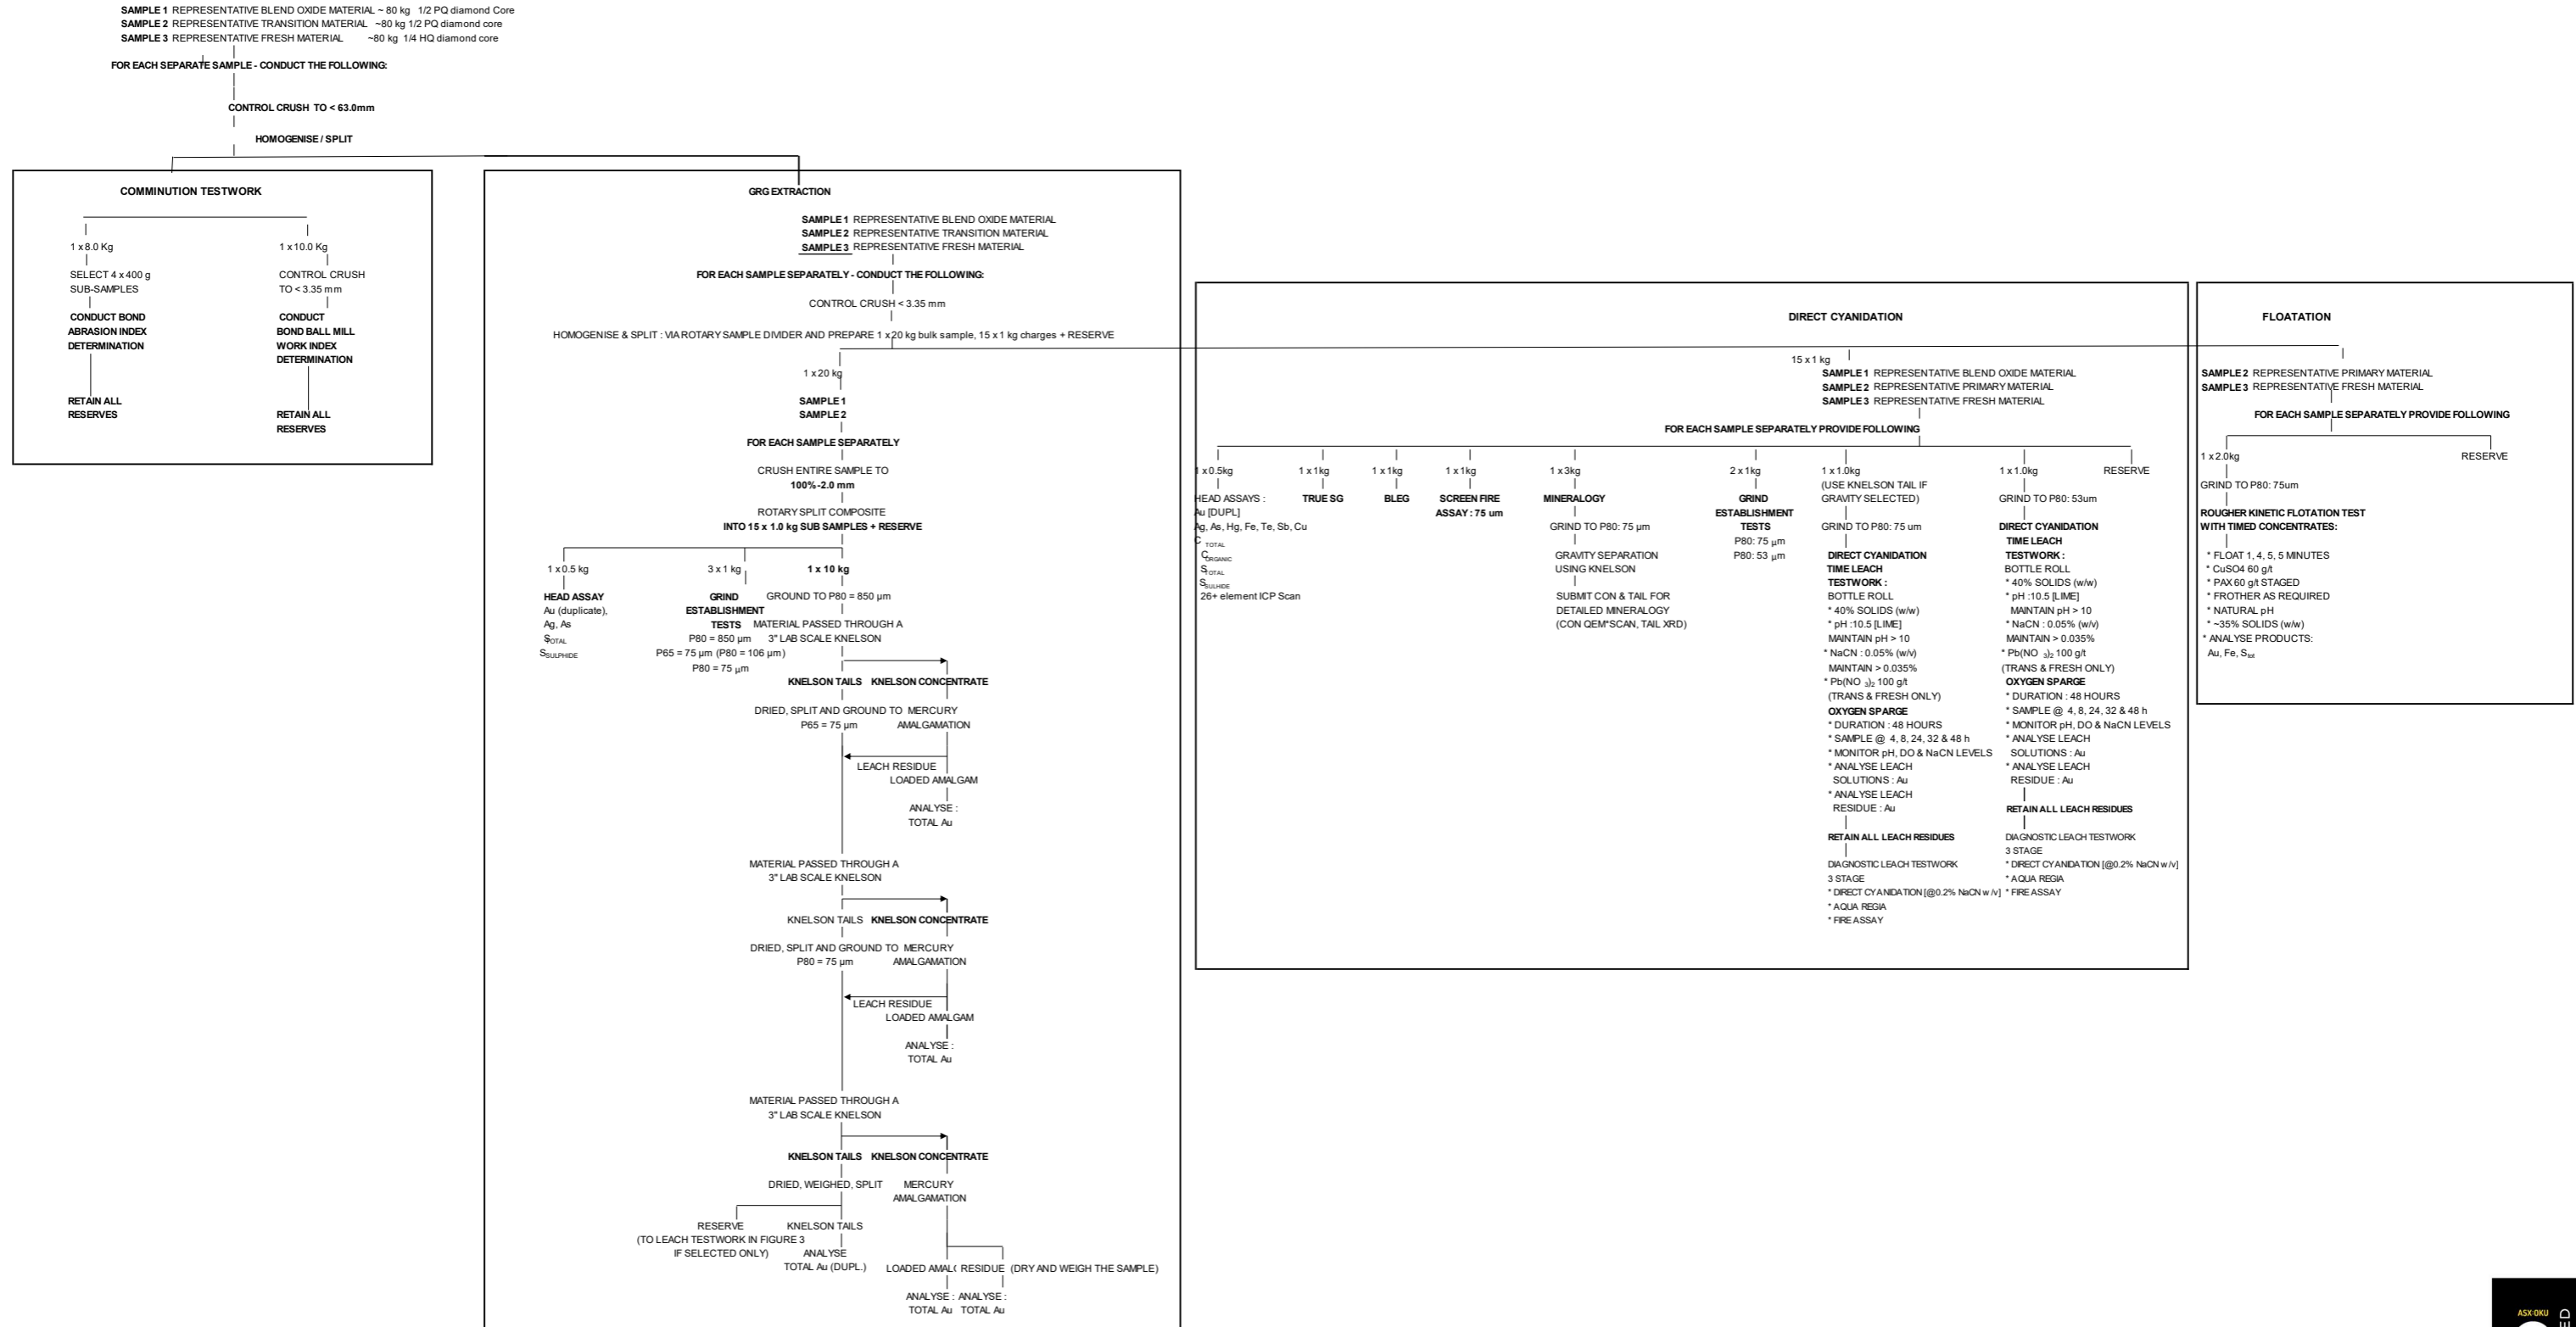 SAMPLE 1 REPRESENTATIVE BLEND OXIDE MATERIAL ~ 80 kg 1/2 PQ diamond Core
SAMPLE 2 REPRESENTATIVE TRANSITION MATERIAL ~80 kg 1/2 PQ diamond core
SAMPLE 3 REPRESENTATIVE FRESH MATERIAL ~80 kg 1/4 HQ diamond core
FOR EACH SEPARATE SAMPLE - CONDUCT THE FOLLOWING:
CONTROL CRUSH TO < 63.0mm
HOMOGENISE / SPLIT
COMMINUTION TESTWORK
1 x 8.0 Kg
SELECT 4 x 400 g
SUB-SAMPLES
CONDUCT BOND
ABRASION INDEX
DETERMINATION
RETAIN ALL
RESERVES
1 x 10.0 Kg
CONTROL CRUSH
TO < 3.35 mm
CONDUCT
BOND BALL MILL
WORK INDEX
DETERMINATION
RETAIN ALL
RESERVES
GRG EXTRACTION
SAMPLE 1 REPRESENTATIVE BLEND OXIDE MATERIAL
SAMPLE 2 REPRESENTATIVE TRANSITION MATERIAL
SAMPLE 3 REPRESENTATIVE FRESH MATERIAL
FOR EACH SAMPLE SEPARATELY - CONDUCT THE FOLLOWING:
CONTROL CRUSH < 3.35 mm
HOMOGENISE & SPLIT : VIA ROTARY SAMPLE DIVIDER AND PREPARE 1 x 20 kg bulk sample, 15 x 1 kg charges + RESERVE
1 x 20 kg
SAMPLE 1
SAMPLE 2
FOR EACH SAMPLE SEPARATELY
CRUSH ENTIRE SAMPLE TO
100%-2.0 mm
ROTARY SPLIT COMPOSITE
INTO 15 x 1.0 kg SUB SAMPLES + RESERVE
1 x 0.5 kg
HEAD ASSAY
Au (duplicate),
Ag, As
STOTAL
SSULPHIDE
3 x 1 kg
GRIND
ESTABLISHMENT
TESTS
P80 = 850 µm
P65 = 75 µm (P80 = 106 µm)
P80 = 75 µm
1 x 10 kg
GROUND TO P80 = 850 µm
MATERIAL PASSED THROUGH A
3" LAB SCALE KNELSON
KNELSON TAILS KNELSON CONCENTRATE
DRIED, SPLIT AND GROUND TO MERCURY
P65 = 75 µm AMALGAMATION
LEACH RESIDUE
LOADED AMALGAM
ANALYSE :
TOTAL Au
MATERIAL PASSED THROUGH A
3" LAB SCALE KNELSON
KNELSON TAILS KNELSON CONCENTRATE
DRIED, SPLIT AND GROUND TO MERCURY
P80 = 75 µm AMALGAMATION
LEACH RESIDUE
LOADED AMALGAM
ANALYSE :
TOTAL Au
MATERIAL PASSED THROUGH A
3" LAB SCALE KNELSON
KNELSON TAILS KNELSON CONCENTRATE
DRIED, WEIGHED, SPLIT MERCURY
AMALGAMATION
RESERVE KNELSON TAILS
(TO LEACH TESTWORK IN FIGURE 3
IF SELECTED ONLY) ANALYSE
TOTAL Au (DUPL.)
LOADED AMAL( RESIDUE (DRY AND WEIGH THE SAMPLE)
ANALYSE : ANALYSE :
TOTAL Au TOTAL Au
DIRECT CYANIDATION
15 x 1 kg
SAMPLE 1 REPRESENTATIVE BLEND OXIDE MATERIAL
SAMPLE 2 REPRESENTATIVE PRIMARY MATERIAL
SAMPLE 3 REPRESENTATIVE FRESH MATERIAL
FOR EACH SAMPLE SEPARATELY PROVIDE FOLLOWING
1 x 0.5kg
HEAD ASSAYS :
Au [DUPL]
Ag, As, Hg, Fe, Te, Sb, Cu
C TOTAL
CORGANIC
STOTAL
SSULHIDE
26+ element ICP Scan
1 x 1kg
TRUE SG
1 x 1kg
BLEG
1 x 1kg
SCREEN FIRE
ASSAY : 75 um
1 x 3kg
MINERALOGY
GRIND TO P80: 75 µm
GRAVITY SEPARATION
USING KNELSON
SUBMIT CON & TAIL FOR
DETAILED MINERALOGY
(CON QEM*SCAN, TAIL XRD)
2 x 1kg
GRIND
ESTABLISHMENT
TESTS
P80: 75 µm
P80: 53 µm
1 x 1.0kg
(USE KNELSON TAIL IF
GRAVITY SELECTED)
GRIND TO P80: 75 um
DIRECT CYANIDATION
TIME LEACH
TESTWORK :
BOTTLE ROLL
* 40% SOLIDS (w/w)
* pH :10.5 [LIME]
MAINTAIN pH > 10
* NaCN : 0.05% (w/v)
MAINTAIN > 0.035%
* Pb(NO 3)2 100 g/t
(TRANS & FRESH ONLY)
OXYGEN SPARGE
* DURATION : 48 HOURS
* SAMPLE @ 4, 8, 24, 32 & 48 h
* MONITOR pH, DO & NaCN LEVELS
* ANALYSE LEACH
SOLUTIONS : Au
* ANALYSE LEACH
RESIDUE : Au
RETAIN ALL LEACH RESIDUES
DIAGNOSTIC LEACH TESTWORK
3 STAGE
* DIRECT CYANIDATION [@0.2% NaCN w/v]
* AQUA REGIA
* FIRE ASSAY
1 x 1.0kg
GRIND TO P80: 53um
DIRECT CYANIDATION
TIME LEACH
TESTWORK :
BOTTLE ROLL
* 40% SOLIDS (w/w)
* pH :10.5 [LIME]
MAINTAIN pH > 10
* NaCN : 0.05% (w/v)
MAINTAIN > 0.035%
* Pb(NO 3)2 100 g/t
(TRANS & FRESH ONLY)
OXYGEN SPARGE
* DURATION : 48 HOURS
* SAMPLE @ 4, 8, 24, 32 & 48 h
* MONITOR pH, DO & NaCN LEVELS
* ANALYSE LEACH
SOLUTIONS : Au
* ANALYSE LEACH
RESIDUE : Au
RETAIN ALL LEACH RESIDUES
DIAGNOSTIC LEACH TESTWORK
3 STAGE
* DIRECT CYANIDATION [@0.2% NaCN w/v]
* AQUA REGIA
* FIRE ASSAY
RESERVE
FLOATATION
SAMPLE 2 REPRESENTATIVE PRIMARY MATERIAL
SAMPLE 3 REPRESENTATIVE FRESH MATERIAL
FOR EACH SAMPLE SEPARATELY PROVIDE FOLLOWING
1 x 2.0kg
GRIND TO P80: 75um
ROUGHER KINETIC FLOTATION TEST
WITH TIMED CONCENTRATES:
* FLOAT 1, 4, 5, 5 MINUTES
* CuSO4 60 g/t
* PAX 60 g/t STAGED
* FROTHER AS REQUIRED
* NATURAL pH
* ~35% SOLIDS (w/w)
* ANALYSE PRODUCTS:
Au, Fe, Stot
RESERVE
ASX:OKU